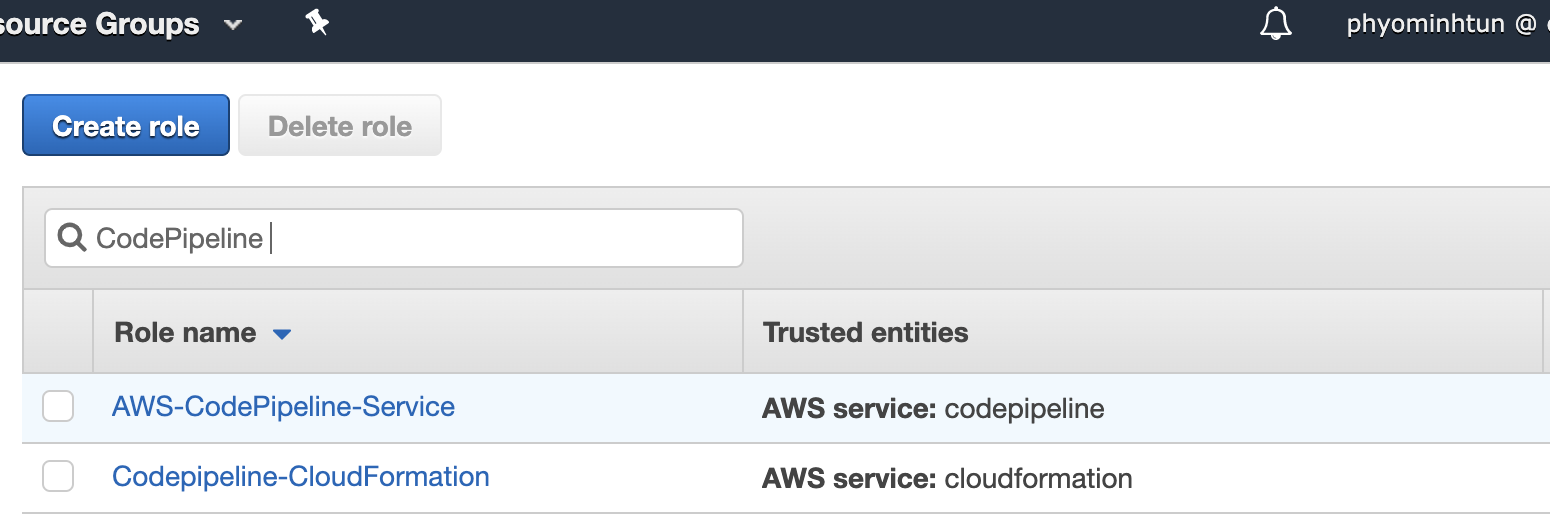 source Groups
phyominhtun @
Create role
Delete role
CodePipeline
Role name
Trusted entities
AWS-CodePipeline-Service
AWS service: codepipeline
Codepipeline-CloudFormation
AWS service: cloudformation